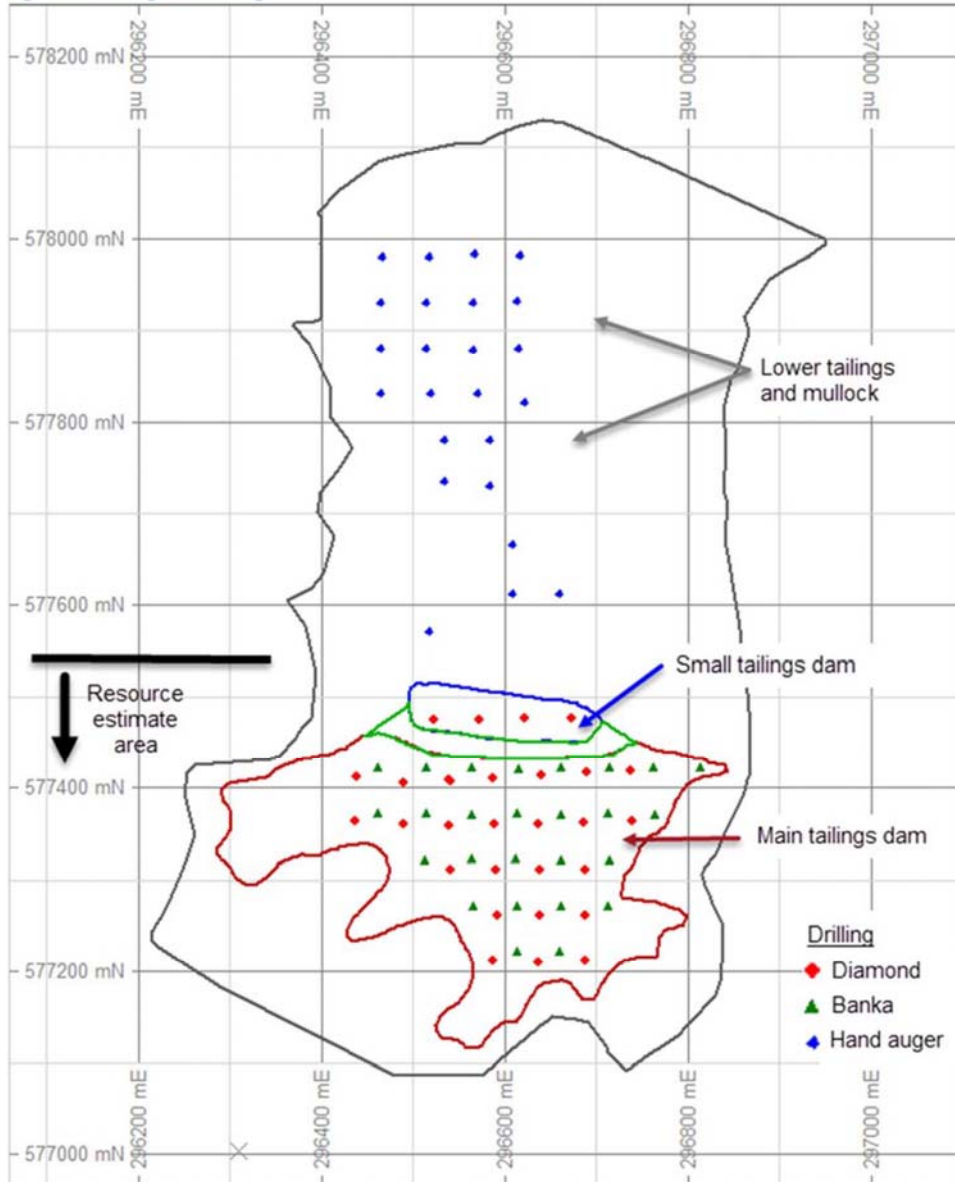 296200 mE
296400 mE
296600 mE
296800 mE
297000 mE
578200 mN
578000 mN
Lower tailings
and mullock
577800 mN
577600 mN
Small tailings dam
Resource
estimate
area
577400 mN
Main tailings dam
Drilling
Diamond
577200 mN
Banka
Hand auger
577000 mN
296200 mE
296400 mE
296600 mE
296800 mE
297000 mE